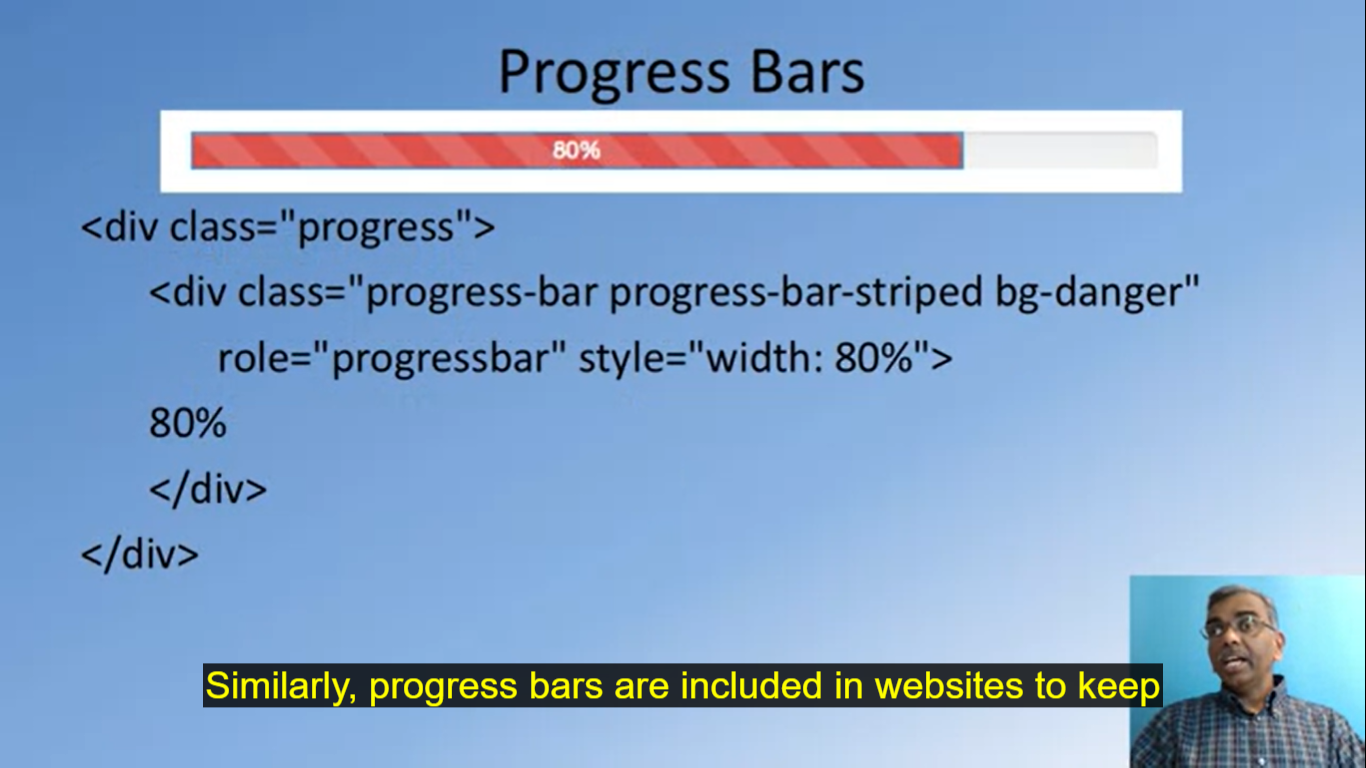 Progress Bars
80%
<div class="progress">
<div class="progress-bar progress-bar-striped bg-danger"
role="progressbar" style="width: 80%">
80%
</div>
</div>
Similarly, progress bars are included in websites to keep